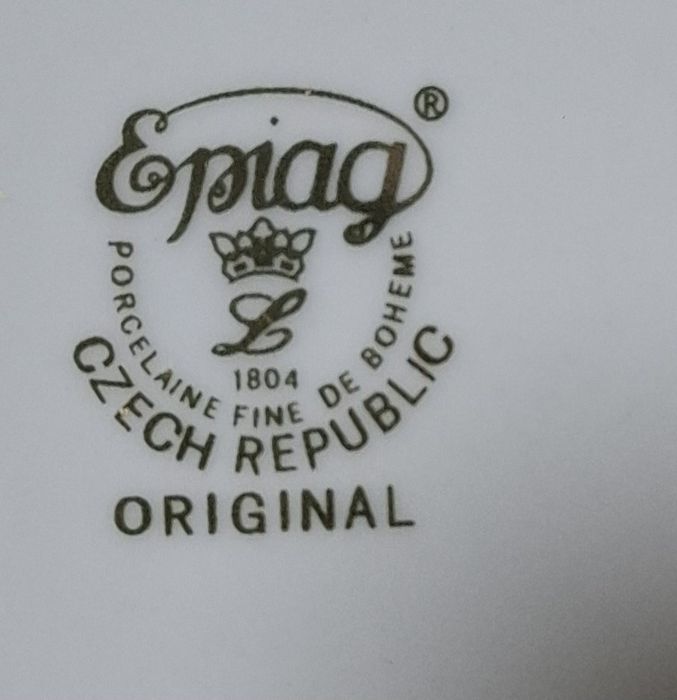 Epiag ®
L
1804
PORCELAINE FINE DE BOHEME
CZECH REPUBLIC
ORIGINAL